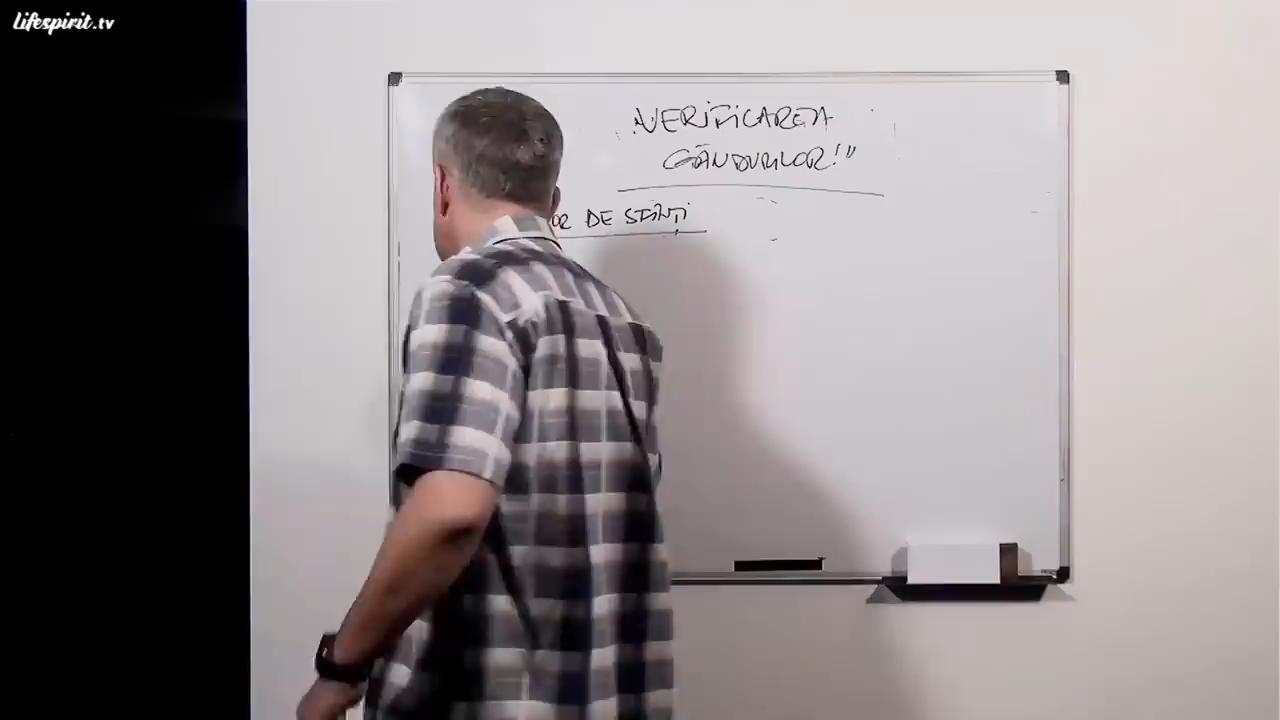 Lifespirit.tv
„VERIFICAREA
GÂNDURILOR!”
DE SFINȚI